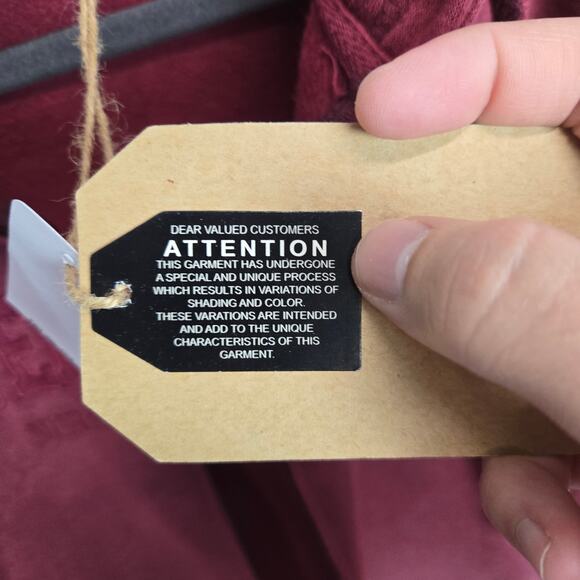 DEAR VALUED CUSTOMERS
ATTENTION
THIS GARMENT HAS UNDERGONE
A SPECIAL AND UNIQUE PROCESS
WHICH RESULTS IN VARIATIONS OF
SHADING AND COLOR.
THESE VARATIONS ARE INTENDED
AND ADD TO THE UNIQUE
CHARACTERISTICS OF THIS
GARMENT.